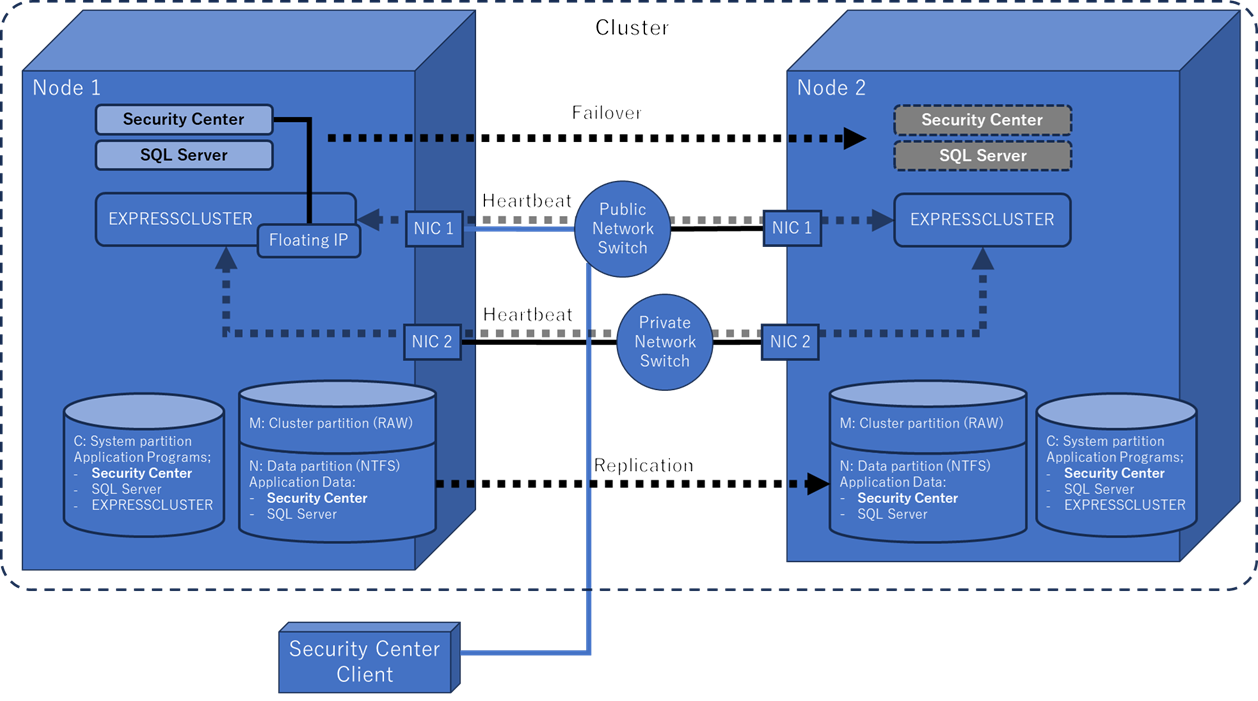 Cluster
Node 1
Security Center
SQL Server
EXPRESSCLUSTER
Floating IP
NIC 1
NIC 2
C: System partition
Application Programs;
- Security Center
- SQL Server
- EXPRESSCLUSTER
M: Cluster partition (RAW)
N: Data partition (NTFS)
Application Data:
- Security Center
- SQL Server
Failover
Heartbeat
Public
Network
Switch
Heartbeat
Private
Network
Switch
Replication
Node 2
Security Center
SQL Server
NIC 1
EXPRESSCLUSTER
NIC 2
M: Cluster partition (RAW)
N: Data partition (NTFS)
Application Data:
- Security Center
- SQL Server
C: System partition
Application Programs;
- Security Center
- SQL Server
- EXPRESSCLUSTER
Security Center
Client